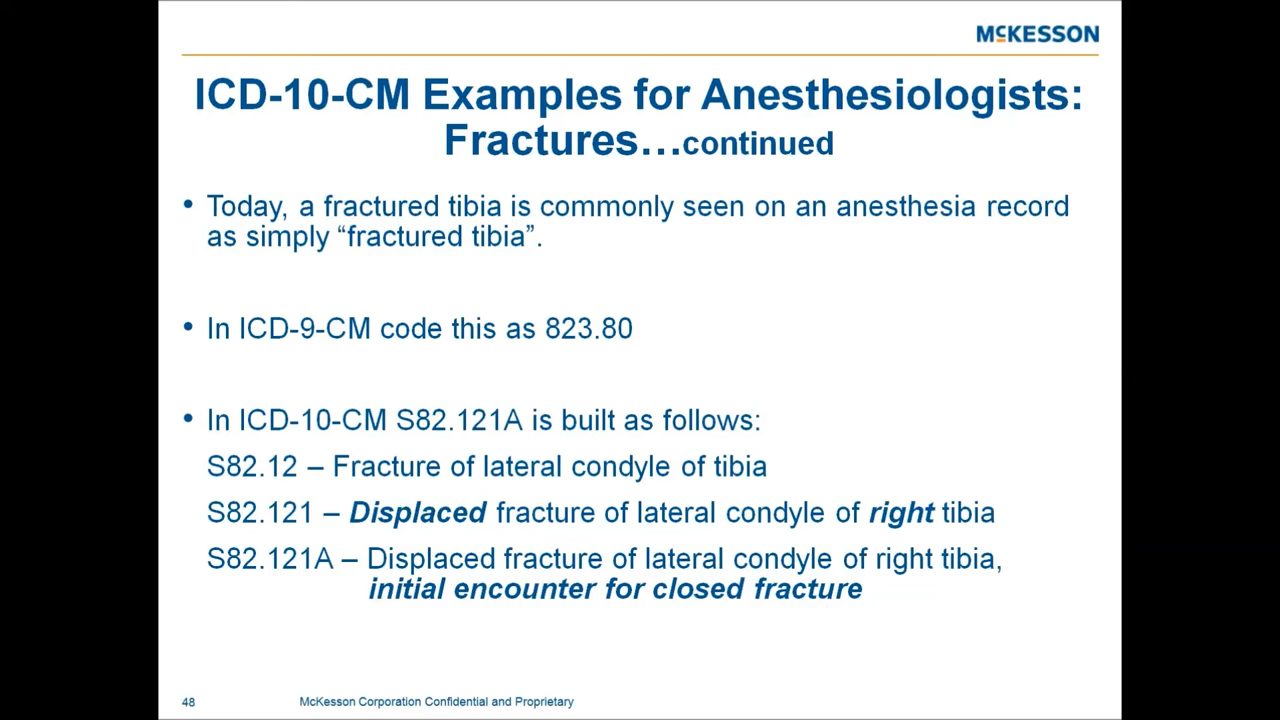 MCKESSON
ICD-10-CM Examples for Anesthesiologists:
Fractures…continued
• Today, a fractured tibia is commonly seen on an anesthesia record
as simply “fractured tibia”.
• In ICD-9-CM code this as 823.80
• In ICD-10-CM S82.121A is built as follows:
S82.12 – Fracture of lateral condyle of tibia
S82.121 – Displaced fracture of lateral condyle of right tibia
S82.121A – Displaced fracture of lateral condyle of right tibia,
initial encounter for closed fracture
48 McKesson Corporation Confidential and Proprietary